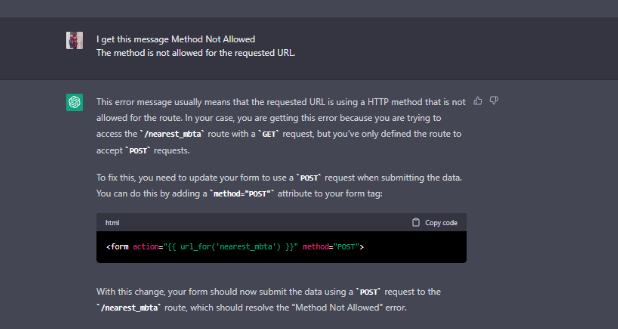 I get this message Method Not Allowed
The method is not allowed for the requested URL.
This error message usually means that the requested URL is using a HTTP method that is not
allowed for the route. In your case, you are getting this error because you are trying to
access the `/nearest_mbta` route with a `GET` request, but you've only defined the route to
accept `POST` requests.
To fix this, you need to update your form to use a `POST` request when submitting the data.
You can do this by adding a `method="POST"` attribute to your form tag:
html
Copy code
<form action="{{ url_for('nearest_mbta') }}" method="POST">
With this change, your form should now submit the data using a `POST` request to the
`/nearest_mbta` route, which should resolve the "Method Not Allowed" error.